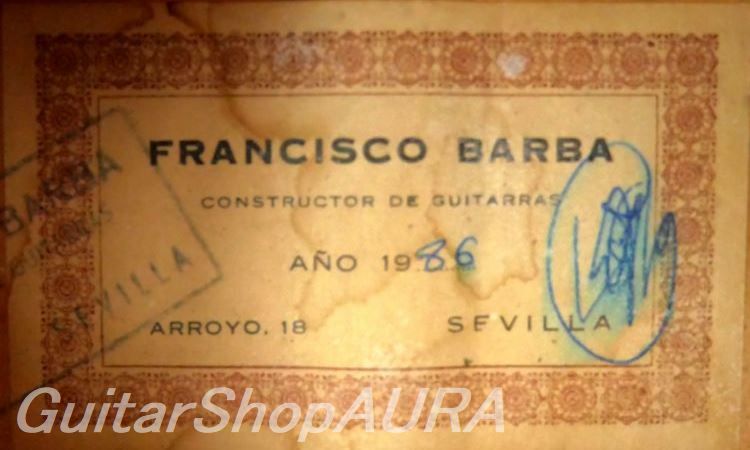 FRANCISCO BARBA
CONSTRUCTOR DE GUITARRAS
AÑO 1986
ARROYO, 18 SEVILLA
BARBA
SEVILLA
GuitarShopAURA